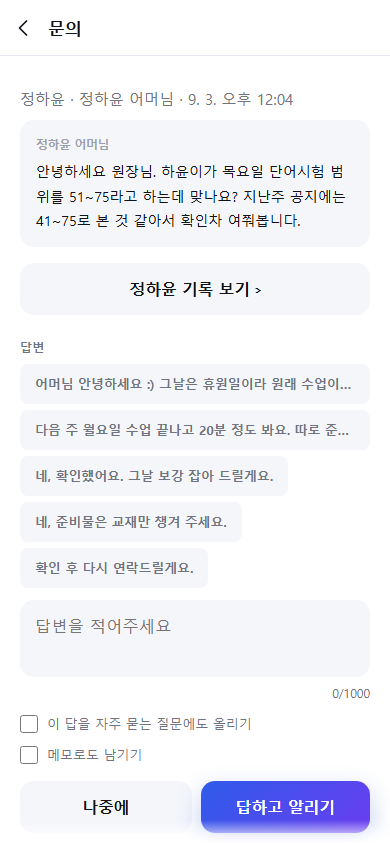 문의
정하윤 · 정하윤 어머님 · 9. 3. 오후 12:04
정하윤 어머님
안녕하세요 원장님. 하윤이가 목요일 단어시험 범
위를 51~75라고 하는데 맞나요? 지난주 공지에는
41~75로 본 것 같아서 확인차 여쭤봅니다.
정하윤 기록 보기 >
답변
어머님 안녕하세요 :) 그날은 휴원일이라 원래 수업이...
다음 주 월요일 수업 끝나고 20분 정도 봐요. 따로 준...
네, 확인했어요. 그날 보강 잡아 드릴게요.
네, 준비물은 교재만 챙겨 주세요.
확인 후 다시 연락드릴게요.
답변을 적어주세요
0/1000
이 답을 자주 묻는 질문에도 올리기
메모로도 남기기
나중에
답하고 알리기